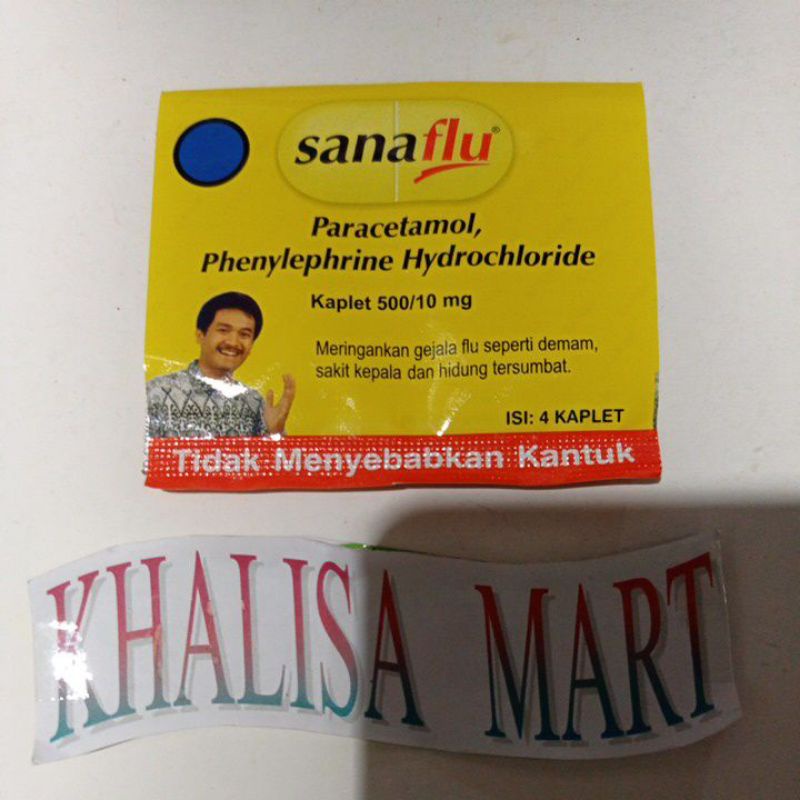 sanaflu®
Paracetamol,
Phenylephrine Hydrochloride
Kaplet 500/10 mg
Meringankan gejala flu seperti demam,
sakit kepala dan hidung tersumbat.
ISI: 4 KAPLET
Tidak Menyebabkan Kantuk
KHALISA MART